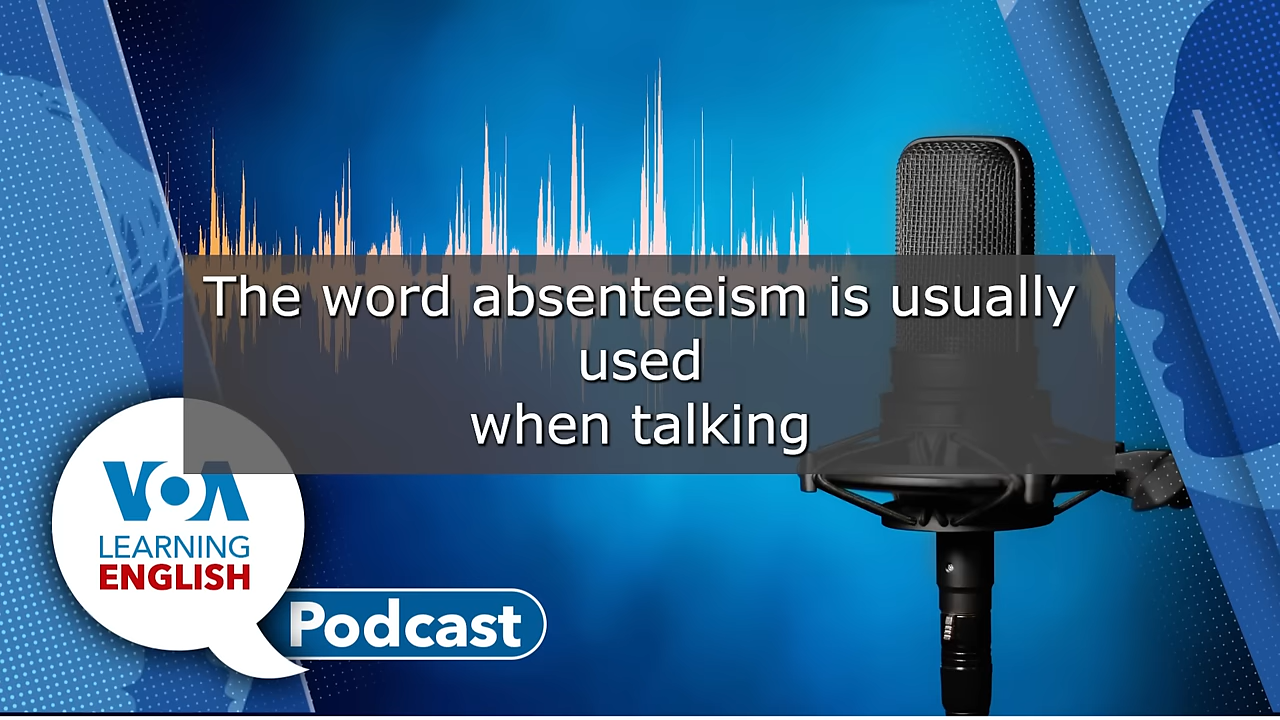 The word absenteeism is usually
used
when talking
VOA
LEARNING
ENGLISH
Podcast